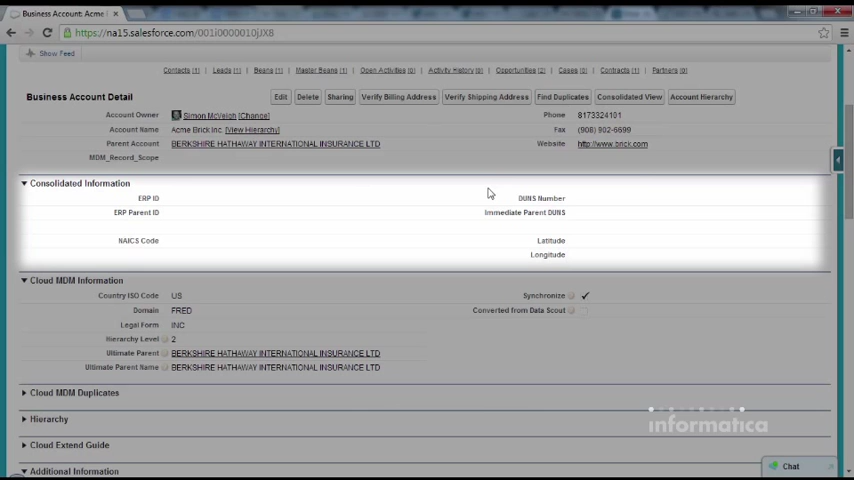 Business Account: Acme B
https://na15.salesforce.com/001i0000010jJX8
Show Feed
Contacts [1] Leads [1] Beans [1] Master Beans [1] Open Activities [0] Activity History [0] Opportunities [2] Cases [0] Contracts [1] Partners [0]
Business Account Detail Edit Delete Sharing Verify Billing Address Verify Shipping Address Find Duplicates Consolidated View Account Hierarchy
Account Owner Simon McVeigh [Change] Phone 8173324101
Account Name Acme Brick Inc. [View Hierarchy] Fax (908) 902-6699
Parent Account BERKSHIRE HATHAWAY INTERNATIONAL INSURANCE LTD Website http://www.brick.com
MDM_Record_Scope
Consolidated Information
ERP ID DUNS Number
ERP Parent ID Immediate Parent DUNS
NAICS Code Latitude
Longitude
Cloud MDM Information
Country ISO Code US Synchronize
Domain FRED Converted from Data Scout
Legal Form INC
Hierarchy Level 2
Ultimate Parent BERKSHIRE HATHAWAY INTERNATIONAL INSURANCE LTD
Ultimate Parent Name BERKSHIRE HATHAWAY INTERNATIONAL INSURANCE LTD
Cloud MDM Duplicates
Hierarchy
informatica
Cloud Extend Guide
Additional Information
Chat